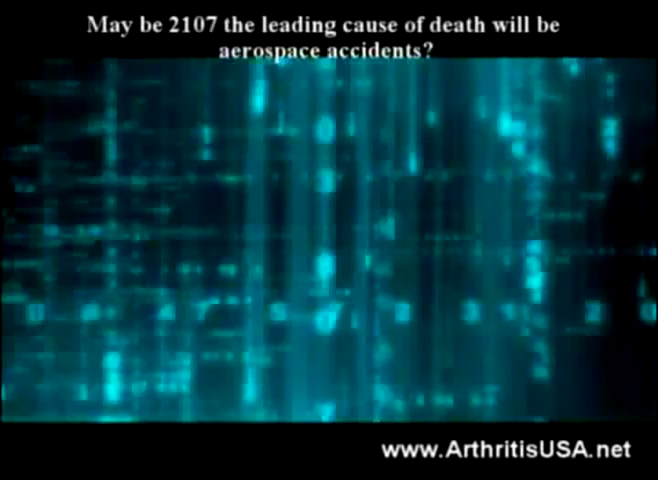 May be 2107 the leading cause of death will be
aerospace accidents?
www.ArthritisUSA.net